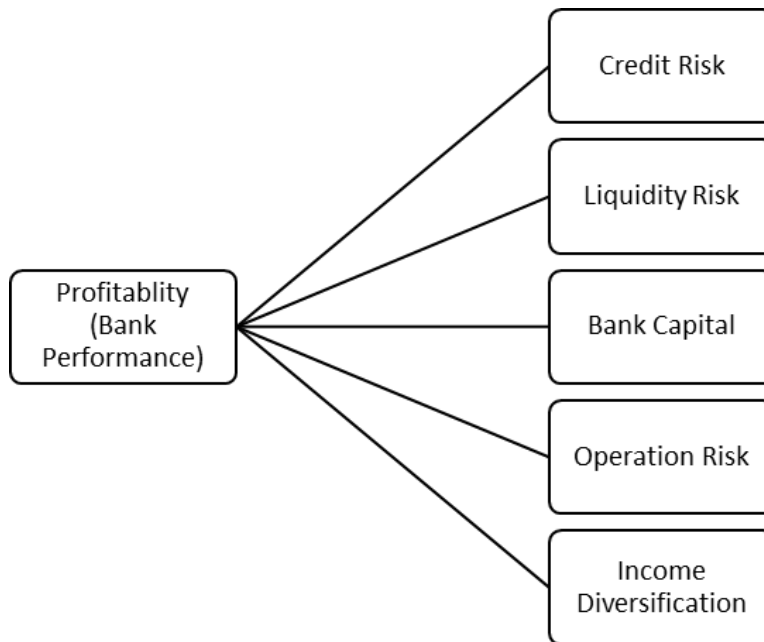 Credit Risk
Liquidity Risk
Profitablity
(Bank
Performance)
Bank Capital
Operation Risk
Income
Diversification